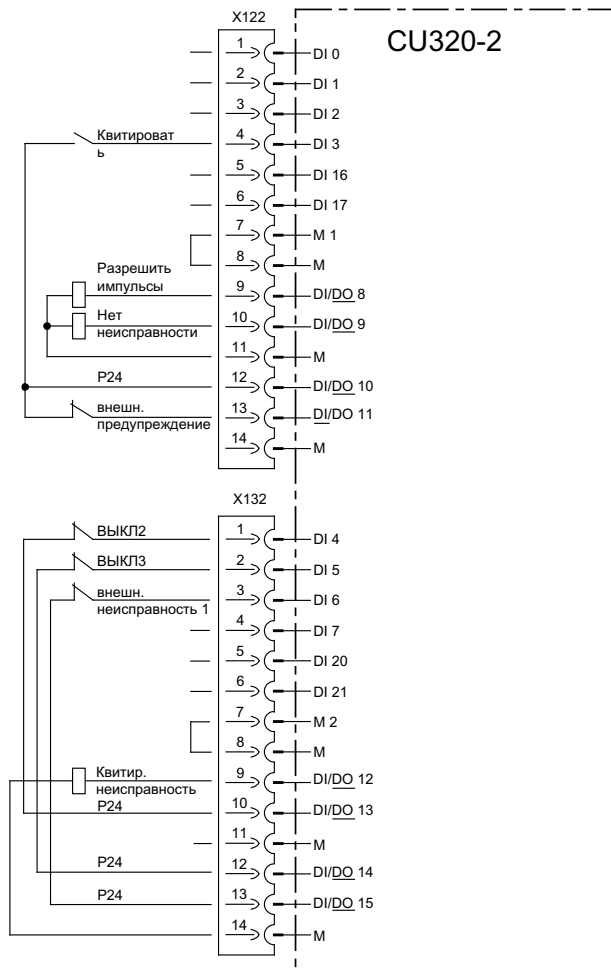 X122
CU320-2
1 DI 0
2 DI 1
3 DI 2
Квитироват
ь
4 DI 3
5 DI 16
6 DI 17
7 M 1
8 M
Разрешить
импульсы
9 DI/DO 8
Нет
неисправности
10 DI/DO 9
11 M
P24 12 DI/DO 10
внешн.
предупреждение
13 DI/DO 11
14 M
X132
ВЫКЛ2 1 DI 4
ВЫКЛ3 2 DI 5
внешн.
неисправность 1
3 DI 6
4 DI 7
5 DI 20
6 DI 21
7 M 2
8 M
Квитир.
неисправность
9 DI/DO 12
P24 10 DI/DO 13
11 M
P24 12 DI/DO 14
P24 13 DI/DO 15
14 M